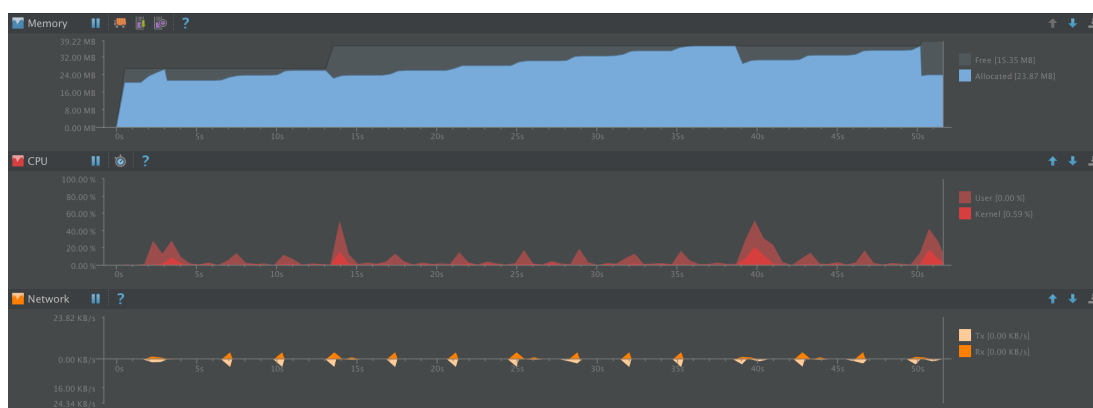 Memory ?
39.22 MB
32.00 MB
24.00 MB
16.00 MB
8.00 MB
0.00 MB
Free [15.35 MB]
Allocated [23.87 MB]
0s 5s 10s 15s 20s 25s 30s 35s 40s 45s 50s
CPU ?
100.00 %
80.00 %
60.00 %
40.00 %
20.00 %
0.00 %
User [0.00 %]
Kernel [0.59 %]
0s 5s 10s 15s 20s 25s 30s 35s 40s 45s 50s
Network ?
23.82 KB/s
0.00 KB/s
16.00 KB/s
24.34 KB/s
Tx [0.00 KB/s]
Rx [0.00 KB/s]
0s 5s 10s 15s 20s 25s 30s 35s 40s 45s 50s